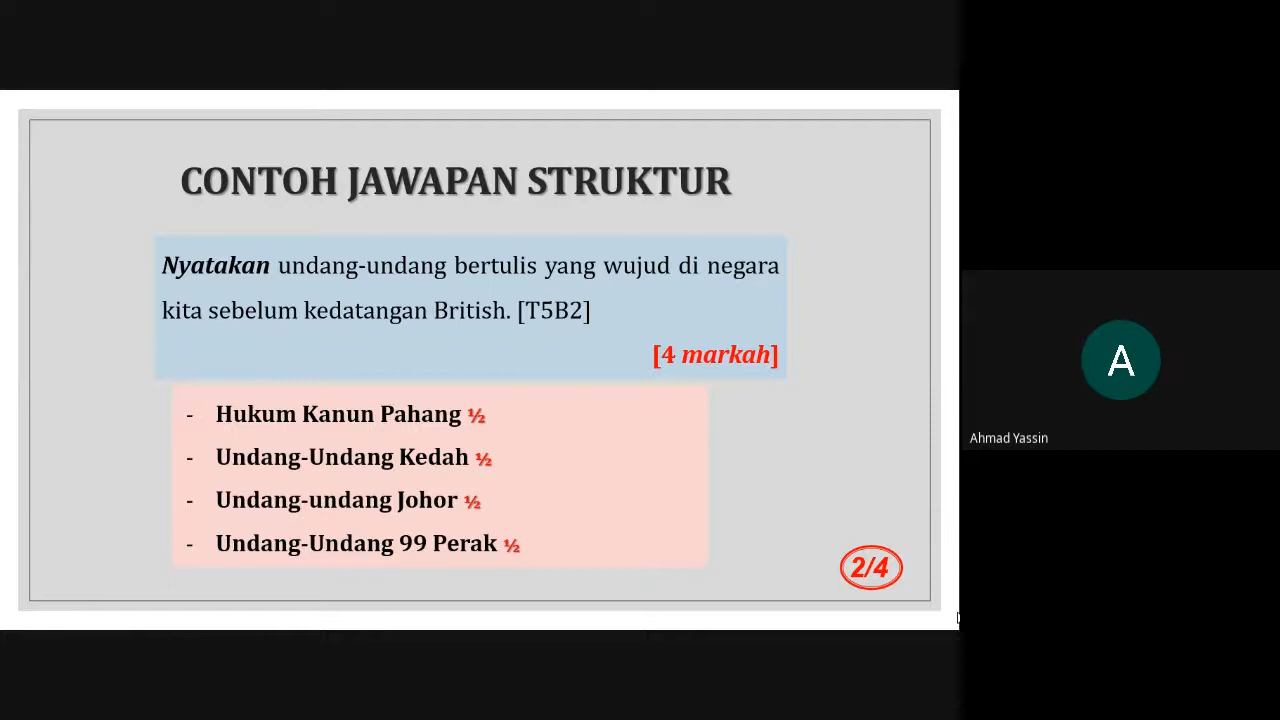 CONTOH JAWAPAN STRUKTUR
Nyatakan undang-undang bertulis yang wujud di negara
kita sebelum kedatangan British. [T5B2]
[4 markah]
- Hukum Kanun Pahang ½
- Undang-Undang Kedah ½
- Undang-undang Johor ½
- Undang-Undang 99 Perak ½
2/4
A
Ahmad Yassin